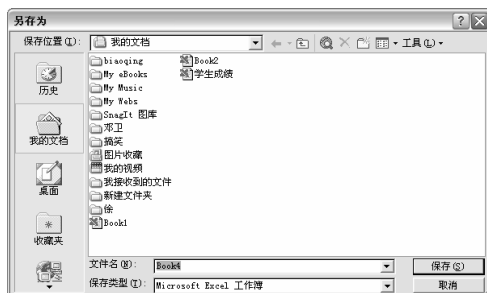 另存为
保存位置(I): 我的文档 工具(L)
历史
我的文档
桌面
收藏夹
biaoqing
My eBooks
My Music
My Webs
SnagIt 图库
邓卫
搞笑
图片收藏
我的视频
我接收到的文件
新建文件夹
徐
Book1
Book2
学生成绩
文件名(N): Book4 保存(S)
保存类型(T): Microsoft Excel 工作簿 取消